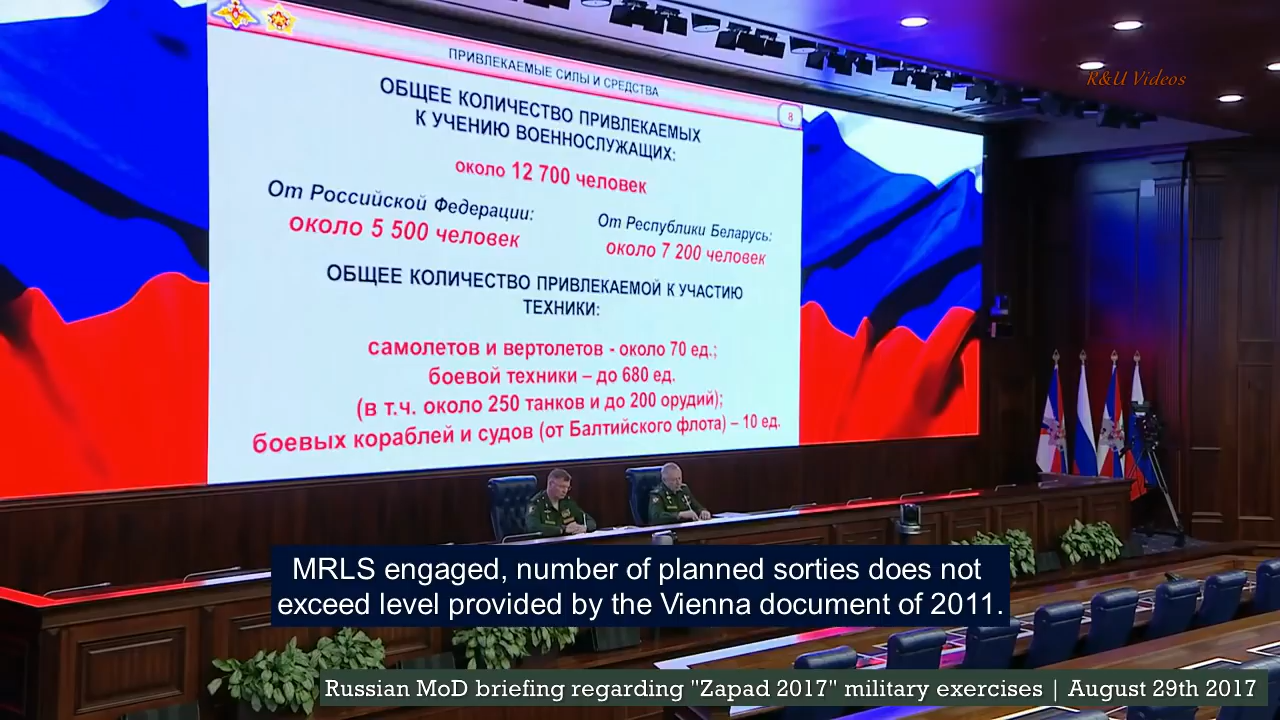 ПРИВЛЕКАЕМЫЕ СИЛЫ И СРЕДСТВА
8
R&U Videos
ОБЩЕЕ КОЛИЧЕСТВО ПРИВЛЕКАЕМЫХ
К УЧЕНИЮ ВОЕННОСЛУЖАЩИХ:
около 12 700 человек
От Российской Федерации:
около 5 500 человек
От Республики Беларусь:
около 7 200 человек
ОБЩЕЕ КОЛИЧЕСТВО ПРИВЛЕКАЕМОЙ К УЧАСТИЮ
ТЕХНИКИ:
самолетов и вертолетов - около 70 ед.;
боевой техники – до 680 ед.
(в т.ч. около 250 танков и до 200 орудий);
боевых кораблей и судов (от Балтийского флота) – 10 ед.
MRLS engaged, number of planned sorties does not
exceed level provided by the Vienna document of 2011.
Russian MoD briefing regarding "Zapad 2017" military exercises | August 29th 2017